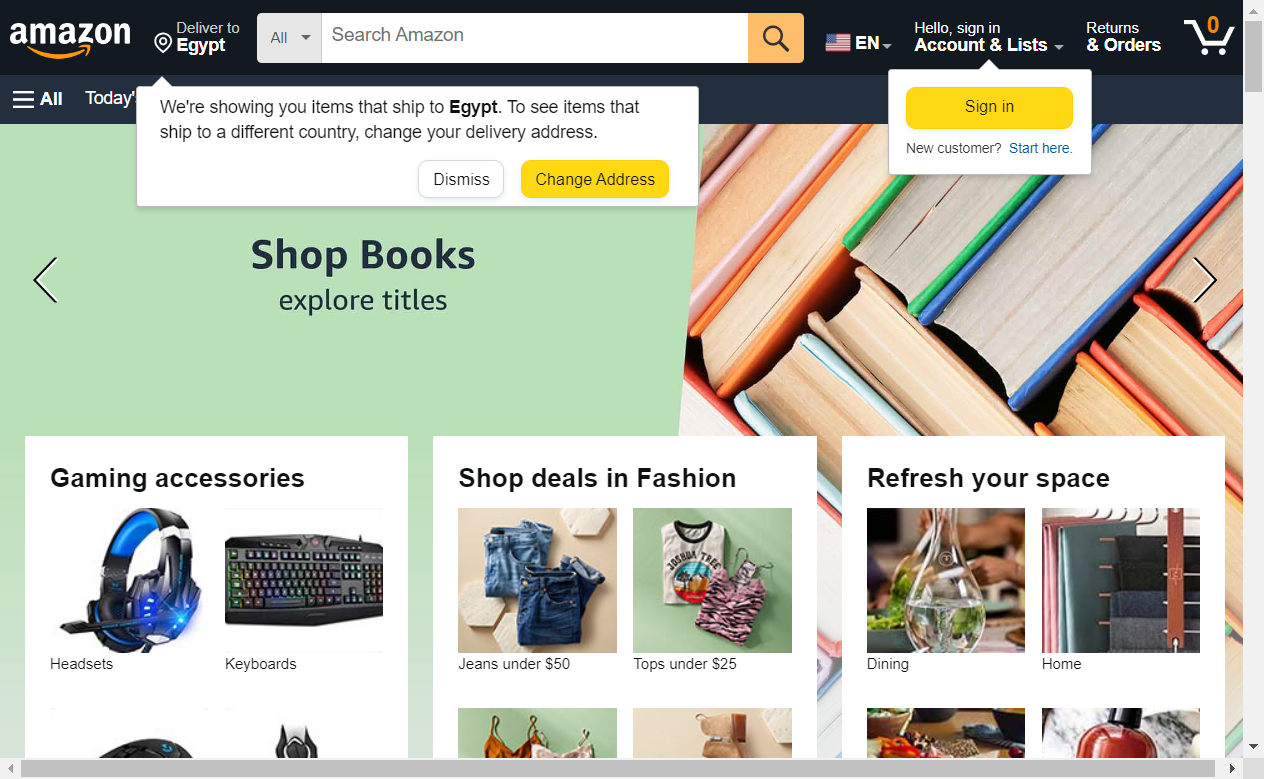 amazon
Deliver to
Egypt
All
Search Amazon
EN
Hello, sign in
Account & Lists
Returns
& Orders
0
All
Today's
We're showing you items that ship to Egypt. To see items that
ship to a different country, change your delivery address.
Dismiss
Change Address
Sign in
New customer? Start here.
Shop Books
explore titles
Gaming accessories
Headsets
Keyboards
Shop deals in Fashion
JOSHUA TREE
Jeans under $50
Tops under $25
Refresh your space
Dining
Home